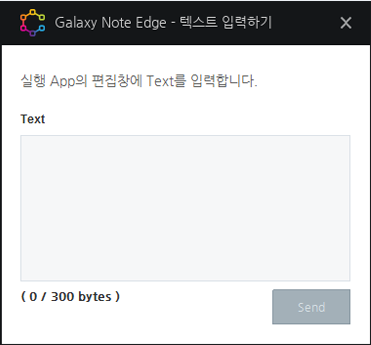 Galaxy Note Edge - 텍스트 입력하기
실행 App의 편집창에 Text를 입력합니다.
Text
( 0 / 300 bytes )
Send